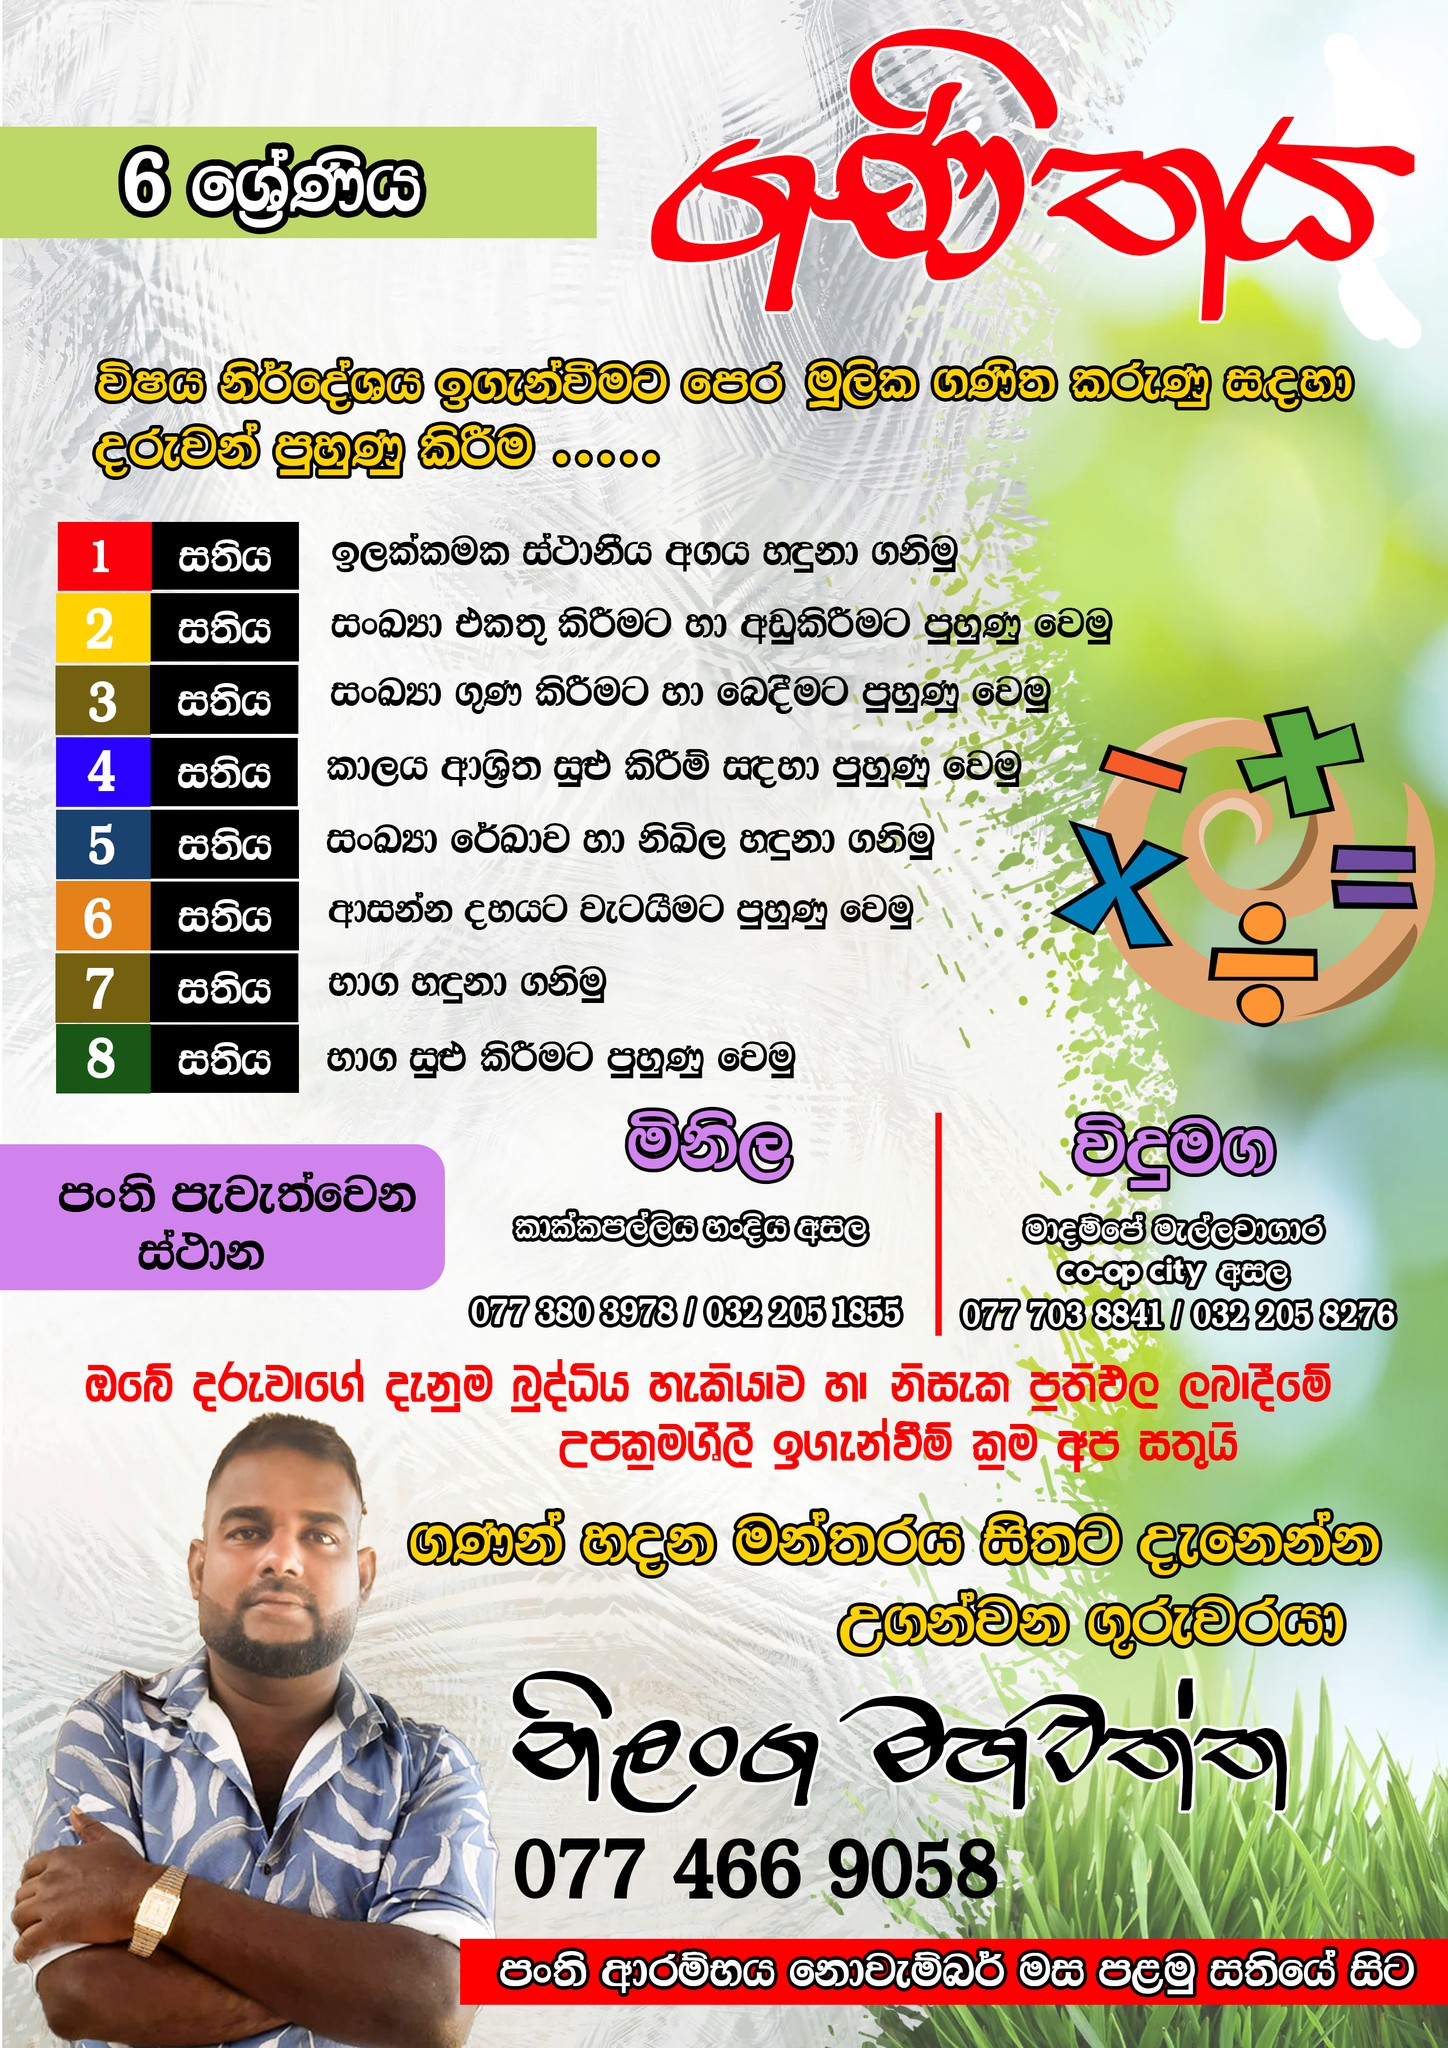 6 ශ්‍රේණිය
ගණිතය
විෂය නිර්දේශය ඉගැන්වීමට පෙර මූලික ගණිත කරුණු සඳහා
දරුවන් පුහුණු කිරීම .....
1 සතිය ඉලක්කමක ස්ථානීය අගය හඳුනා ගනිමු
2 සතිය සංඛ්‍යා එකතු කිරීමට හා අඩුකිරීමට පුහුණු වෙමු
3 සතිය සංඛ්‍යා ගුණ කිරීමට හා බෙදීමට පුහුණු වෙමු
4 සතිය කාලය ආශ්‍රිත සුළු කිරීම් සඳහා පුහුණු වෙමු
5 සතිය සංඛ්‍යා රේඛාව හා නිඛිල හඳුනා ගනිමු
6 සතිය ආසන්න දහයට වැටයීමට පුහුණු වෙමු
7 සතිය භාග හඳුනා ගනිමු
8 සතිය භාග සුළු කිරීමට පුහුණු වෙමු
පංති පැවැත්වෙන
ස්ථාන
මිනිල
කාක්කපල්ලිය හංදිය අසල
077 380 3978 / 032 205 1855
විදුමග
මාදම්පේ මැල්ලවාගාර
co-op city අසල
077 703 8841 / 032 205 8276
ඔබේ දරුවාගේ දැනුම බුද්ධිය හැකියාව හා නිසැක ප්‍රතිඵල ලබාදීමේ
උපක්‍රමශීලී ඉගැන්වීම් ක්‍රම අප සතුයි
ගණන් හදන මන්තරය සිතට දැනෙන්න
උගන්වන ගුරුවරයා
නිලංග මහවත්ත
077 466 9058
පංති ආරම්භය නොවැම්බර් මස පළමු සතියේ සිට